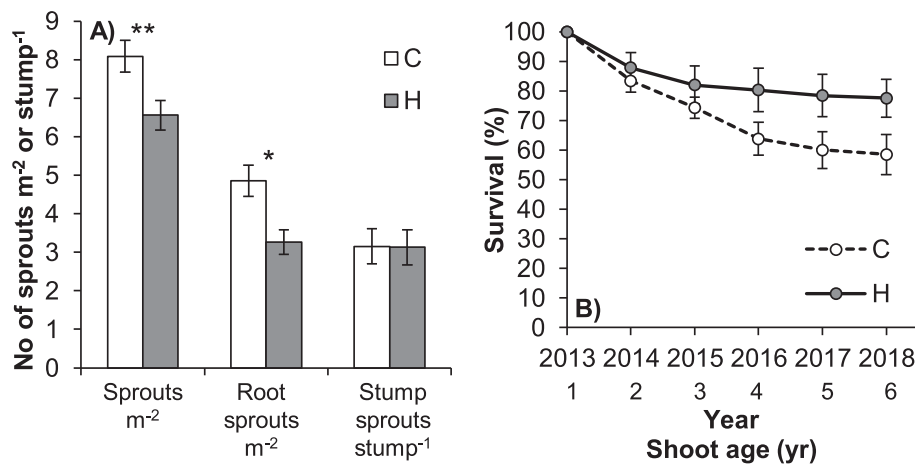 No of sprouts m⁻² or stump⁻¹
9
8
7
6
5
4
3
2
1
0
A)
**
*
C
H
Sprouts
m⁻²
Root
sprouts
m⁻²
Stump
sprouts
stump⁻¹
Survival (%)
100
90
80
70
60
50
40
30
20
10
0
C
H
B)
2013 2014 2015 2016 2017 2018
1 2 3 4 5 6
Year
Shoot age (yr)